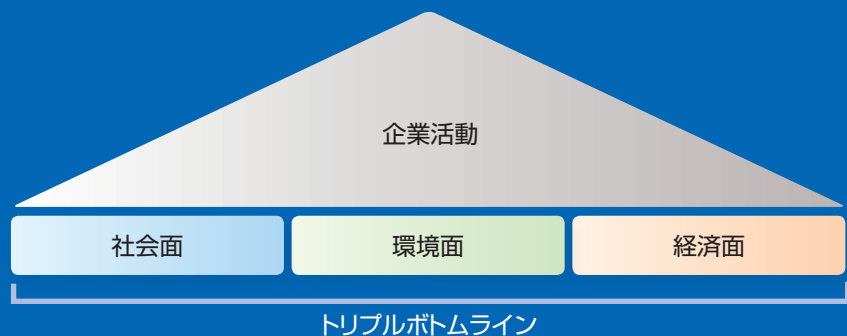 企業活動
社会面
環境面
経済面
トリプルボトムライン